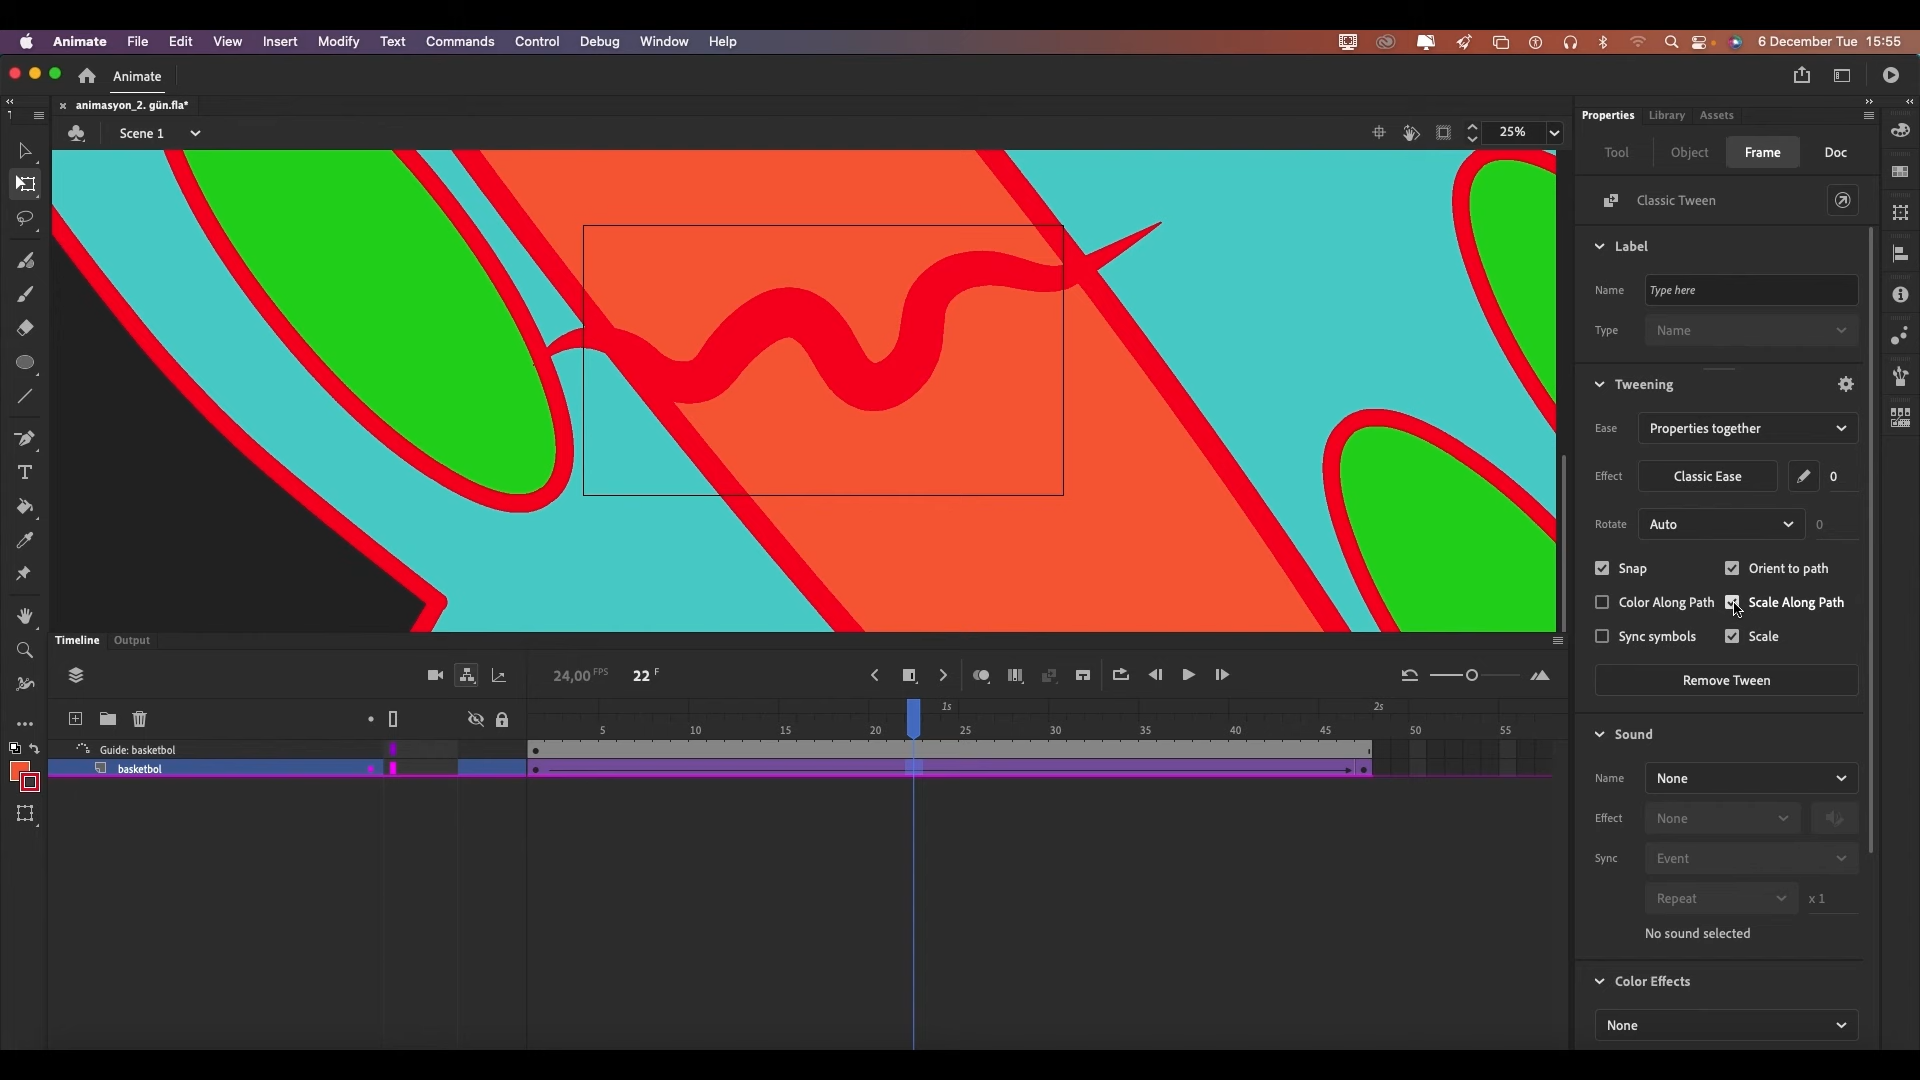 Animate File Edit View Insert Modify Text Commands Control Debug Window Help 6 December Tue 15:55
Animate
animasyon_2. gün.fla*
Scene 1 25%
Properties Library Assets
Tool Object Frame Doc
Classic Tween
Label
Name Type here
Type Name
Tweening
Ease Properties together
Effect Classic Ease 0
Rotate Auto 0
Snap Orient to path
Color Along Path Scale Along Path
Sync symbols Scale
Remove Tween
Sound
Name None
Effect None
Sync Event
Repeat x 1
No sound selected
Color Effects
None
Timeline Output
24,00 FPS 22 F
1s 2s
5 10 15 20 25 30 35 40 45 50 55
Guide: basketbol
basketbol